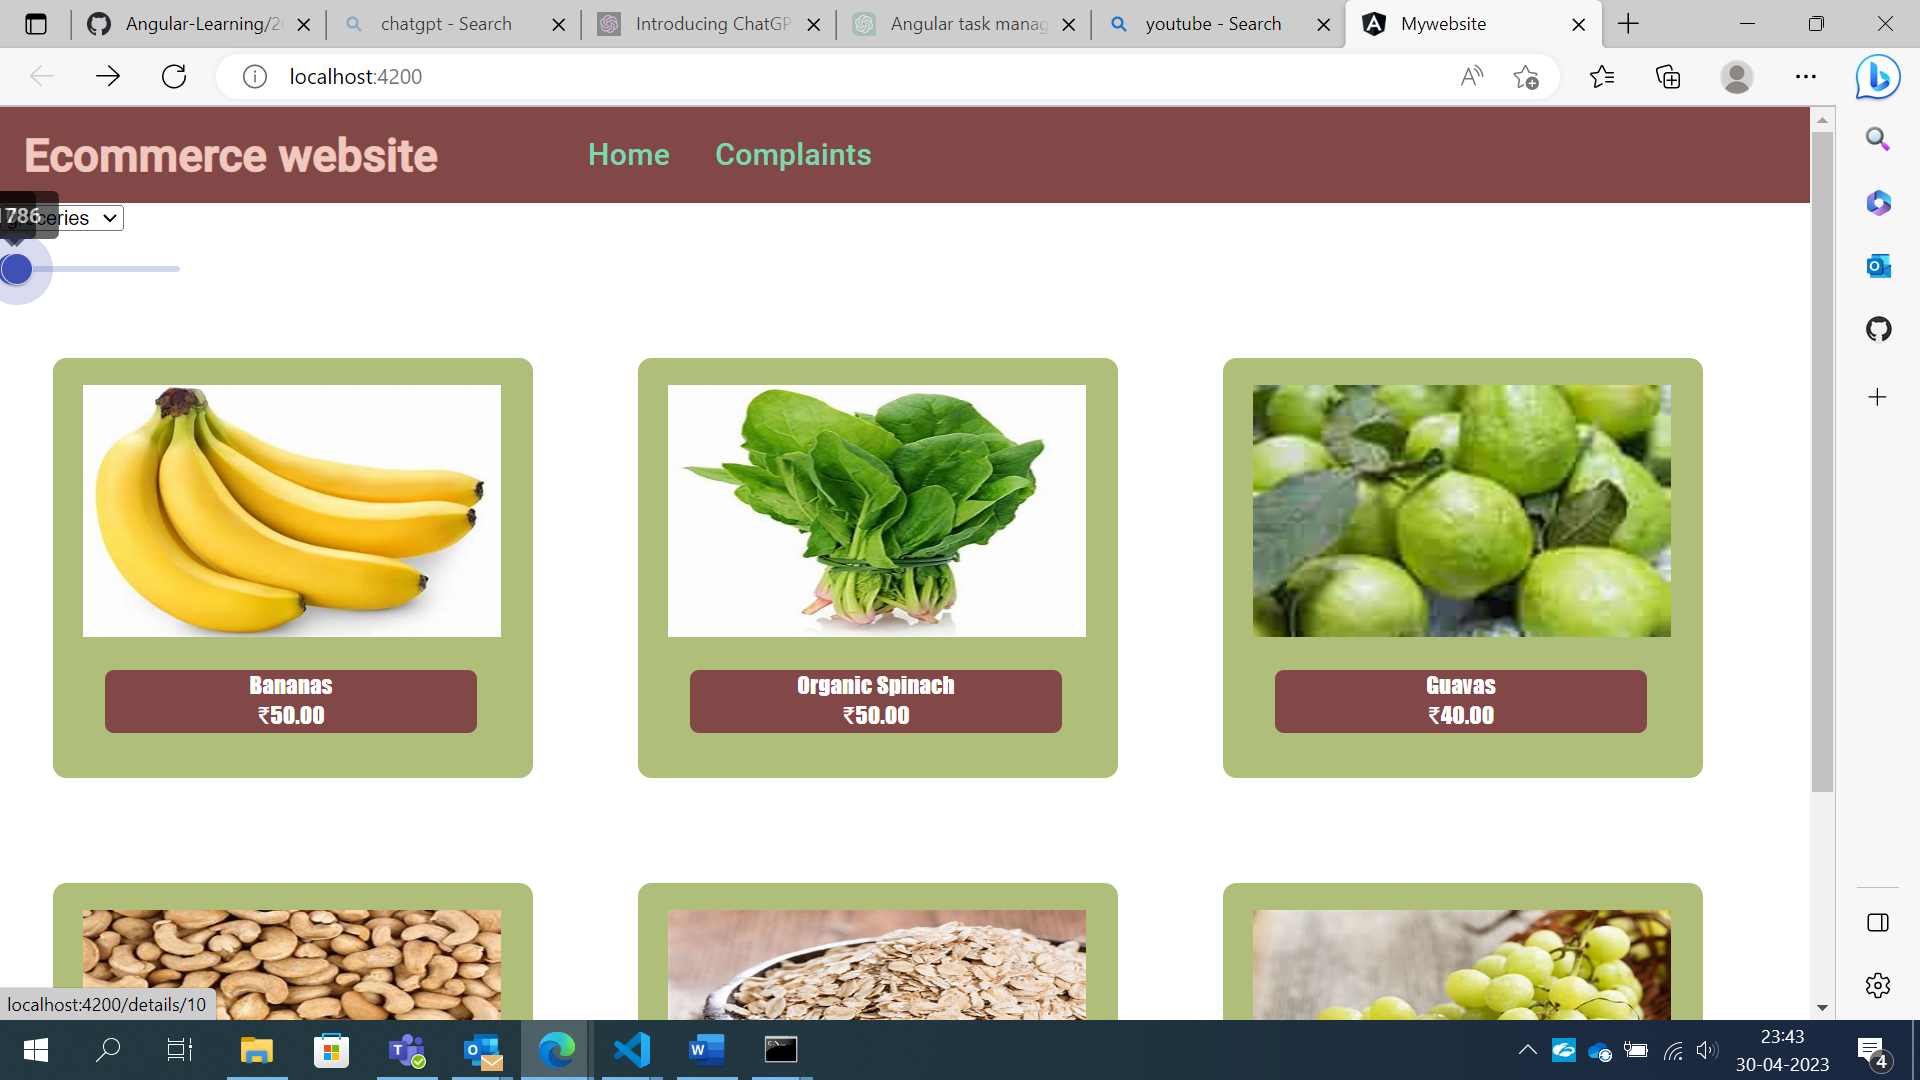 Angular-Learning/2
chatgpt - Search
Introducing ChatGP
Angular task manag
youtube - Search
Mywebsite
localhost:4200
Ecommerce website
Home
Complaints
786
ceries
Bananas
₹50.00
Organic Spinach
₹50.00
Guavas
₹40.00
localhost:4200/details/10
23:43
30-04-2023
4